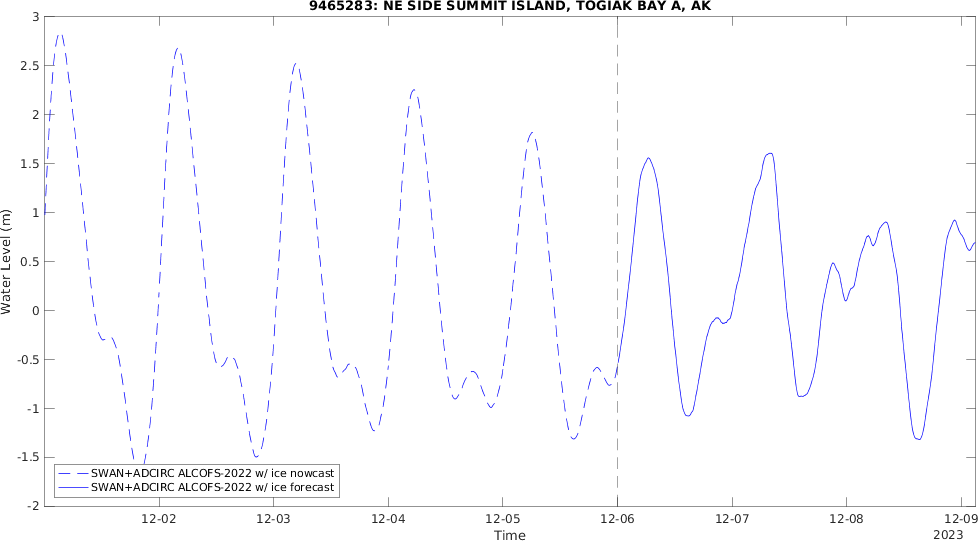 9465283: NE SIDE SUMMIT ISLAND, TOGIAK BAY A, AK
3
2.5
2
1.5
1
0.5
0
-0.5
-1
-1.5
-2
Water Level (m)
SWAN+ADCIRC ALCOFS-2022 w/ ice nowcast
SWAN+ADCIRC ALCOFS-2022 w/ ice forecast
12-02 12-03 12-04 12-05 12-06 12-07 12-08 12-09
Time
2023